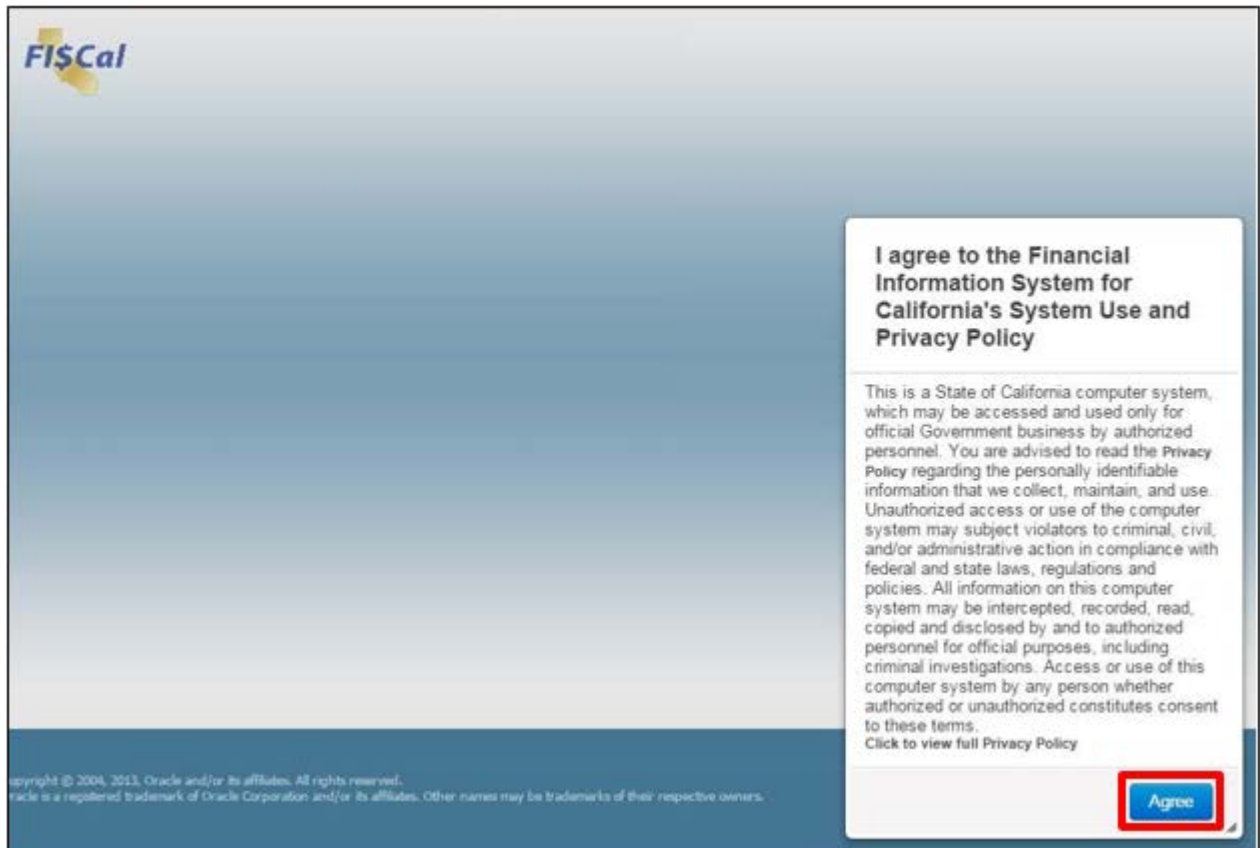 FI$Cal
I agree to the Financial
Information System for
California's System Use and
Privacy Policy
This is a State of California computer system,
which may be accessed and used only for
official Government business by authorized
personnel. You are advised to read the Privacy
Policy regarding the personally identifiable
information that we collect, maintain, and use.
Unauthorized access or use of the computer
system may subject violators to criminal, civil,
and/or administrative action in compliance with
federal and state laws, regulations and
policies. All information on this computer
system may be intercepted, recorded, read,
copied and disclosed by and to authorized
personnel for official purposes, including
criminal investigations. Access or use of this
computer system by any person whether
authorized or unauthorized constitutes consent
to these terms.
Click to view full Privacy Policy
Agree
opyright © 2004, 2013, Oracle and/or its affiliates. All rights reserved.
racle is a registered trademark of Oracle Corporation and/or its affiliates. Other names may be trademarks of their respective owners.